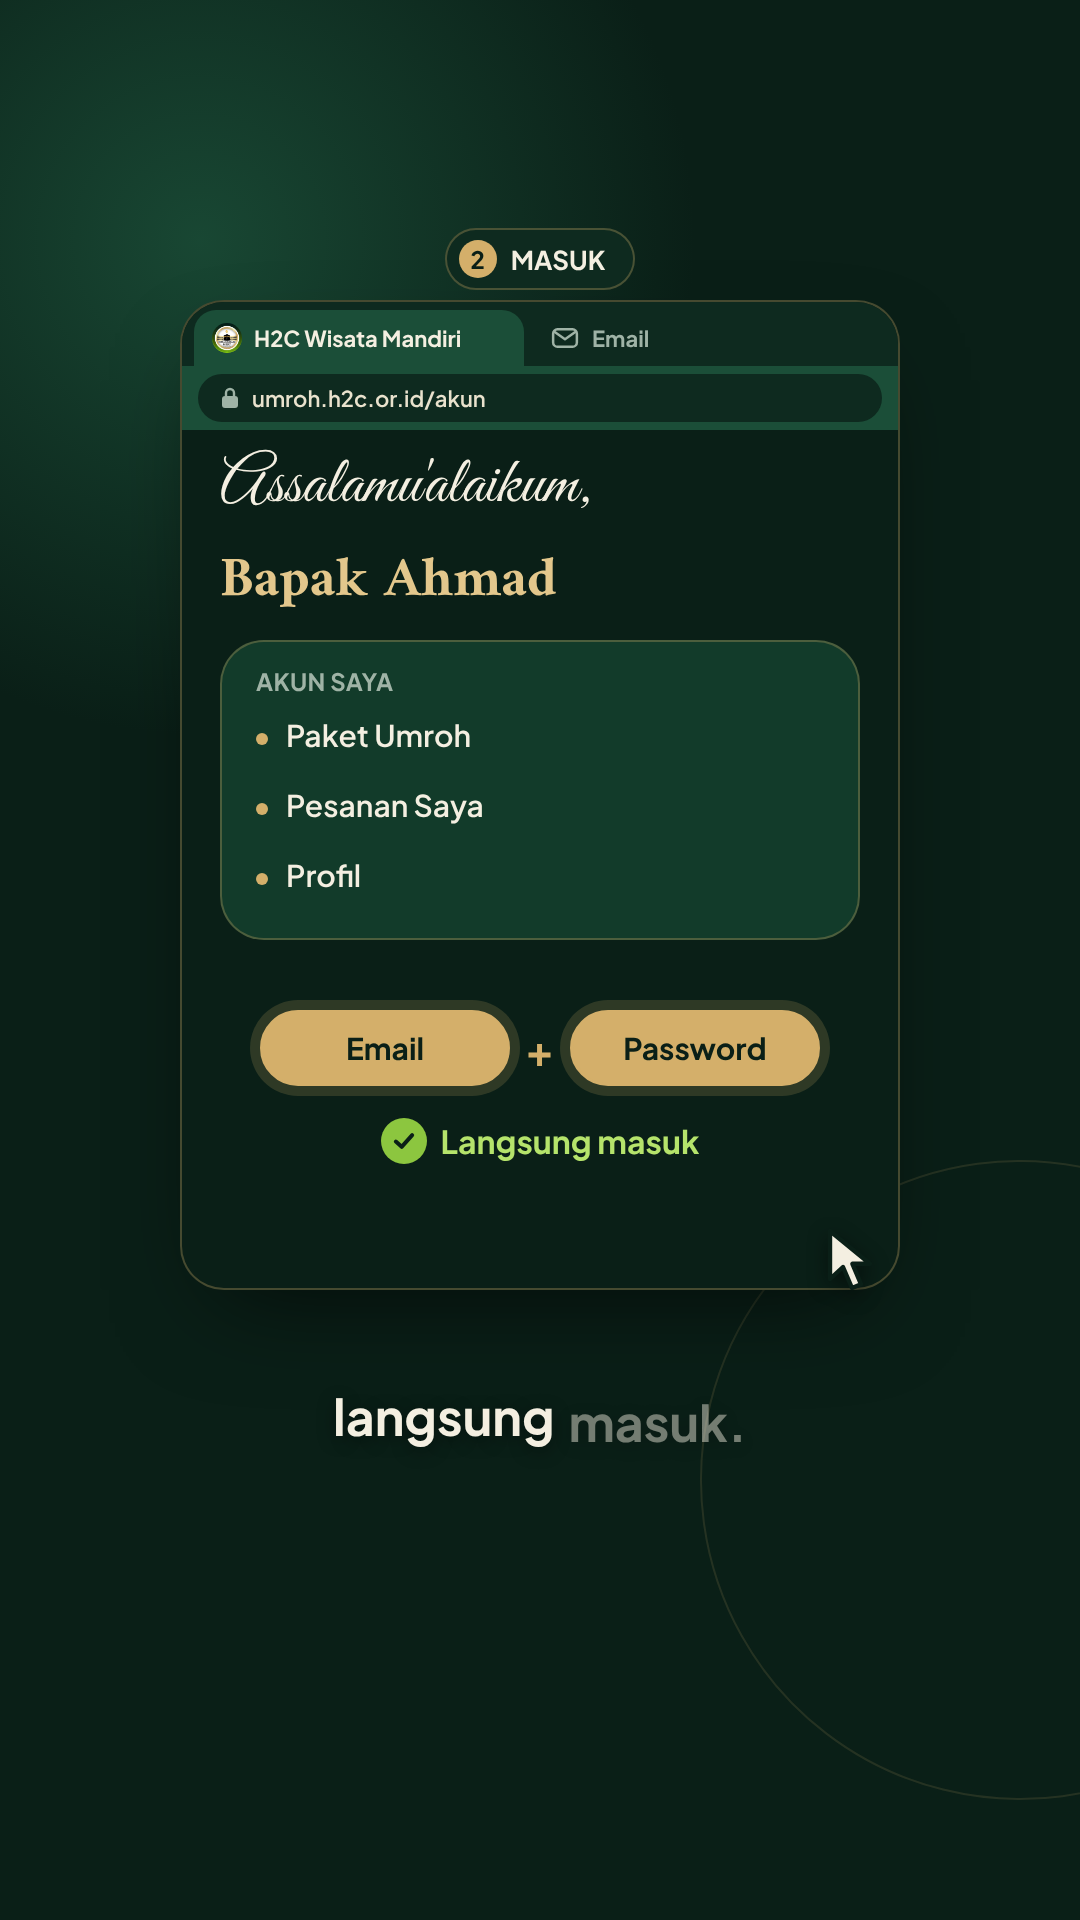 2 MASUK
H2C Wisata Mandiri
Email
umroh.h2c.or.id/akun
Assalamu'alaikum,
Bapak Ahmad
AKUN SAYA
Paket Umroh
Pesanan Saya
Profil
Email + Password
Langsung masuk
langsung masuk.